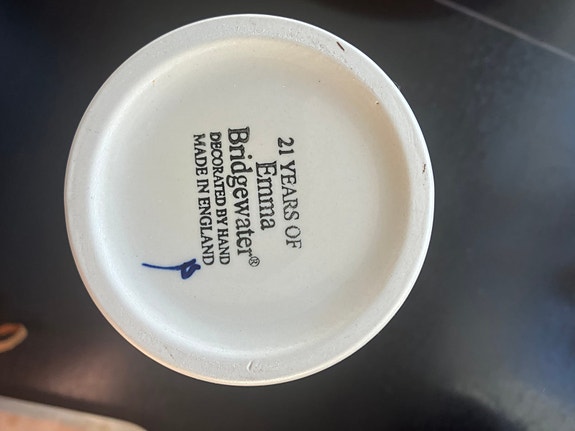 21 YEARS OF
Emma
Bridgewater®
DECORATED BY HAND
MADE IN ENGLAND